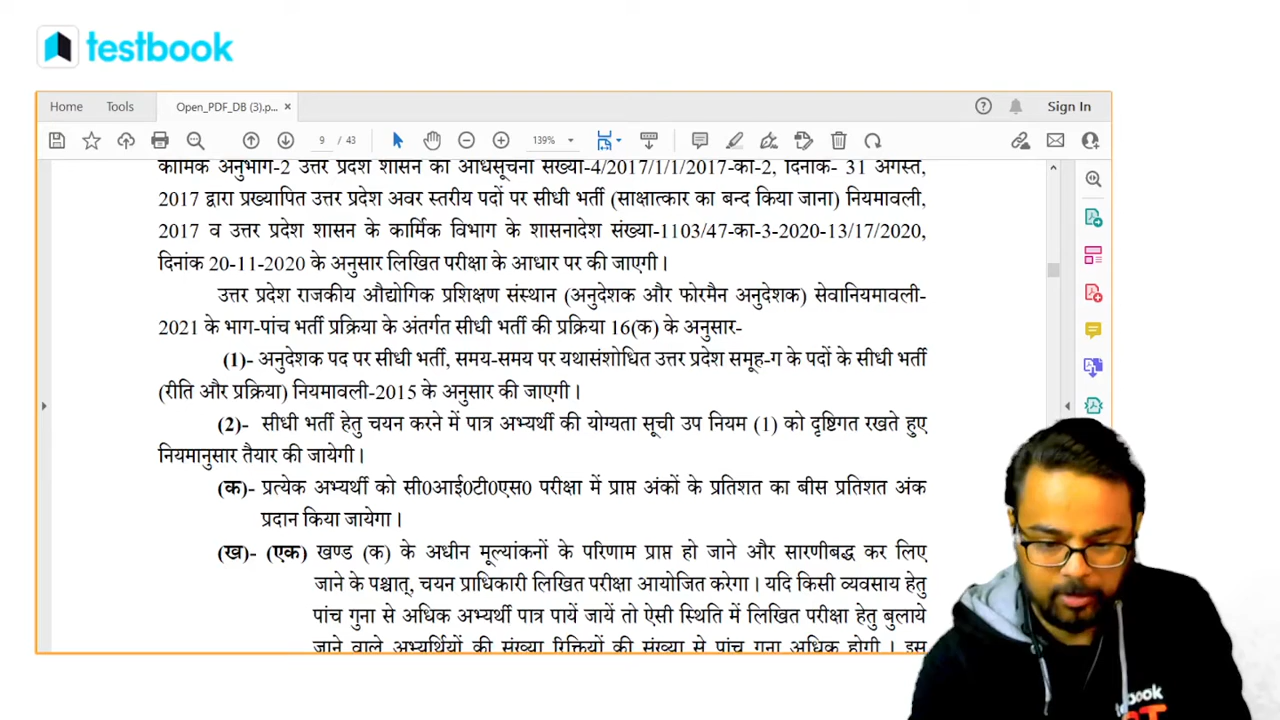 testbook
Home Tools Open_PDF_DB (3).p... × Sign In
9 / 43 139%
कार्मिक अनुभाग-2 उत्तर प्रदेश शासन की अधिसूचना संख्या-4/2017/1/1/2017-का-2, दिनांक- 31 अगस्त,
2017 द्वारा प्रख्यापित उत्तर प्रदेश अवर स्तरीय पदों पर सीधी भर्ती (साक्षात्कार का बन्द किया जाना) नियमावली,
2017 व उत्तर प्रदेश शासन के कार्मिक विभाग के शासनादेश संख्या-1103/47-का-3-2020-13/17/2020,
दिनांक 20-11-2020 के अनुसार लिखित परीक्षा के आधार पर की जाएगी।
उत्तर प्रदेश राजकीय औद्योगिक प्रशिक्षण संस्थान (अनुदेशक और फोरमैन अनुदेशक) सेवानियमावली-
2021 के भाग-पांच भर्ती प्रक्रिया के अंतर्गत सीधी भर्ती की प्रक्रिया 16(क) के अनुसार-
(1)- अनुदेशक पद पर सीधी भर्ती, समय-समय पर यथासंशोधित उत्तर प्रदेश समूह-ग के पदों के सीधी भर्ती
(रीति और प्रक्रिया) नियमावली-2015 के अनुसार की जाएगी।
(2)- सीधी भर्ती हेतु चयन करने में पात्र अभ्यर्थी की योग्यता सूची उप नियम (1) को दृष्टिगत रखते हुए
नियमानुसार तैयार की जायेगी।
(क)- प्रत्येक अभ्यर्थी को सी0आई0टी0एस0 परीक्षा में प्राप्त अंकों के प्रतिशत का बीस प्रतिशत अंक
प्रदान किया जायेगा।
(ख)- (एक) खण्ड (क) के अधीन मूल्यांकनों के परिणाम प्राप्त हो जाने और सारणीबद्ध कर लिए
जाने के पश्चात्, चयन प्राधिकारी लिखित परीक्षा आयोजित करेगा। यदि किसी व्यवसाय हेतु
पांच गुना से अधिक अभ्यर्थी पात्र पायें जायें तो ऐसी स्थिति में लिखित परीक्षा हेतु बुलाये
जाने वाले अभ्यर्थियों की संख्या रिक्तियों की संख्या से पांच गुना अधिक होगी। इस
testbook